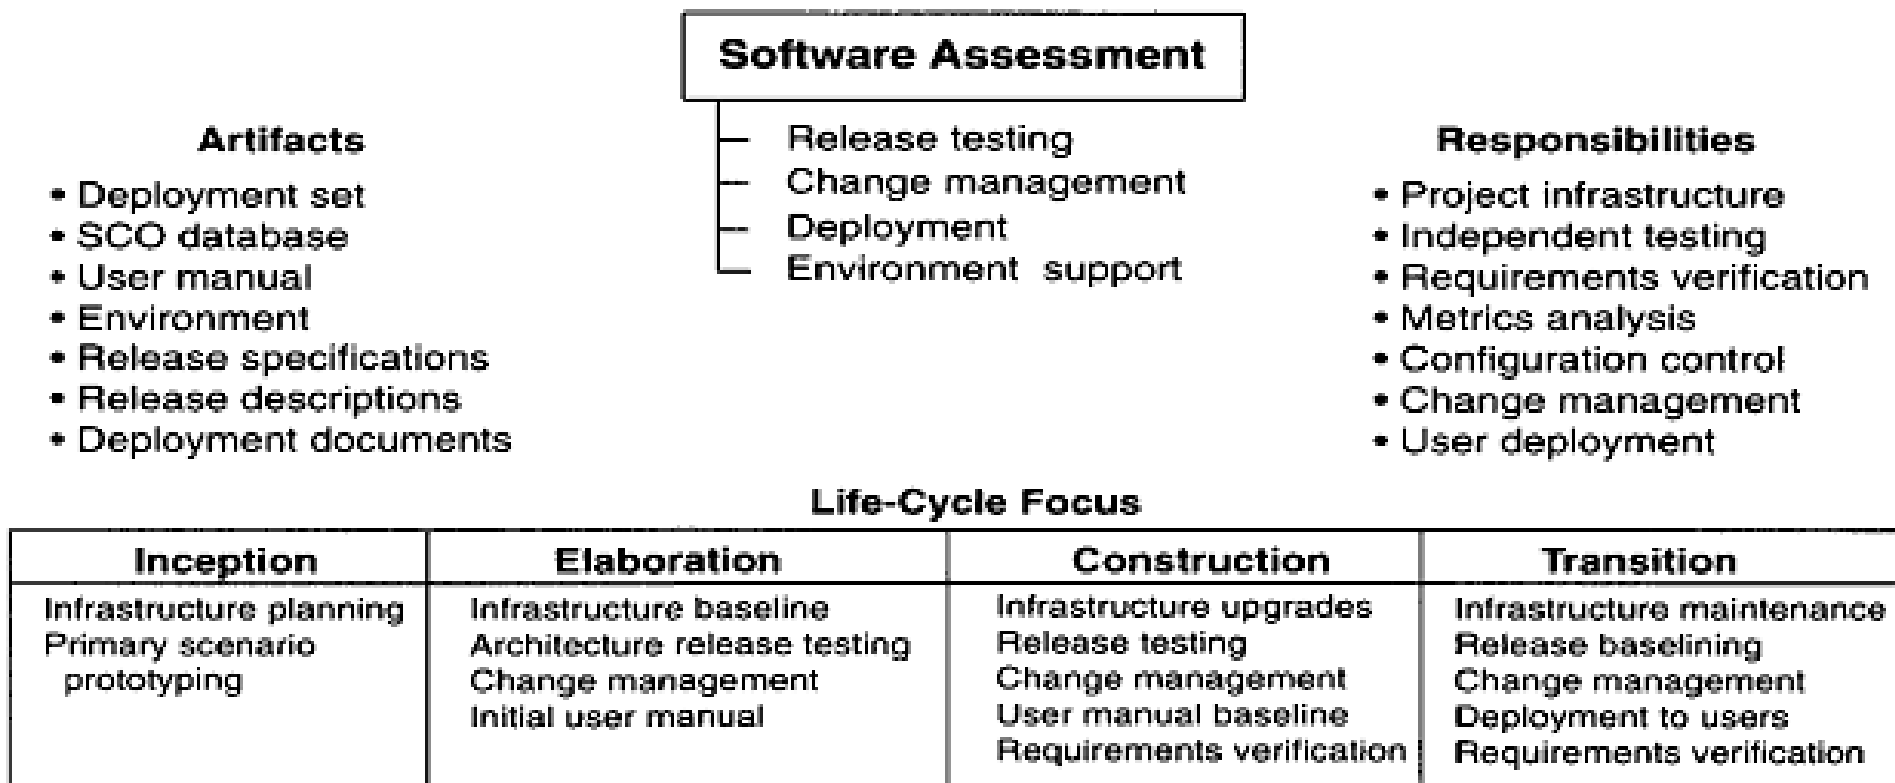 Software Assessment
Release testing
Change management
Deployment
Environment support
Artifacts
• Deployment set
• SCO database
• User manual
• Environment
• Release specifications
• Release descriptions
• Deployment documents
Responsibilities
• Project infrastructure
• Independent testing
• Requirements verification
• Metrics analysis
• Configuration control
• Change management
• User deployment
Life-Cycle Focus
Inception
Infrastructure planning
Primary scenario
prototyping
Elaboration
Infrastructure baseline
Architecture release testing
Change management
Initial user manual
Construction
Infrastructure upgrades
Release testing
Change management
User manual baseline
Requirements verification
Transition
Infrastructure maintenance
Release baselining
Change management
Deployment to users
Requirements verification